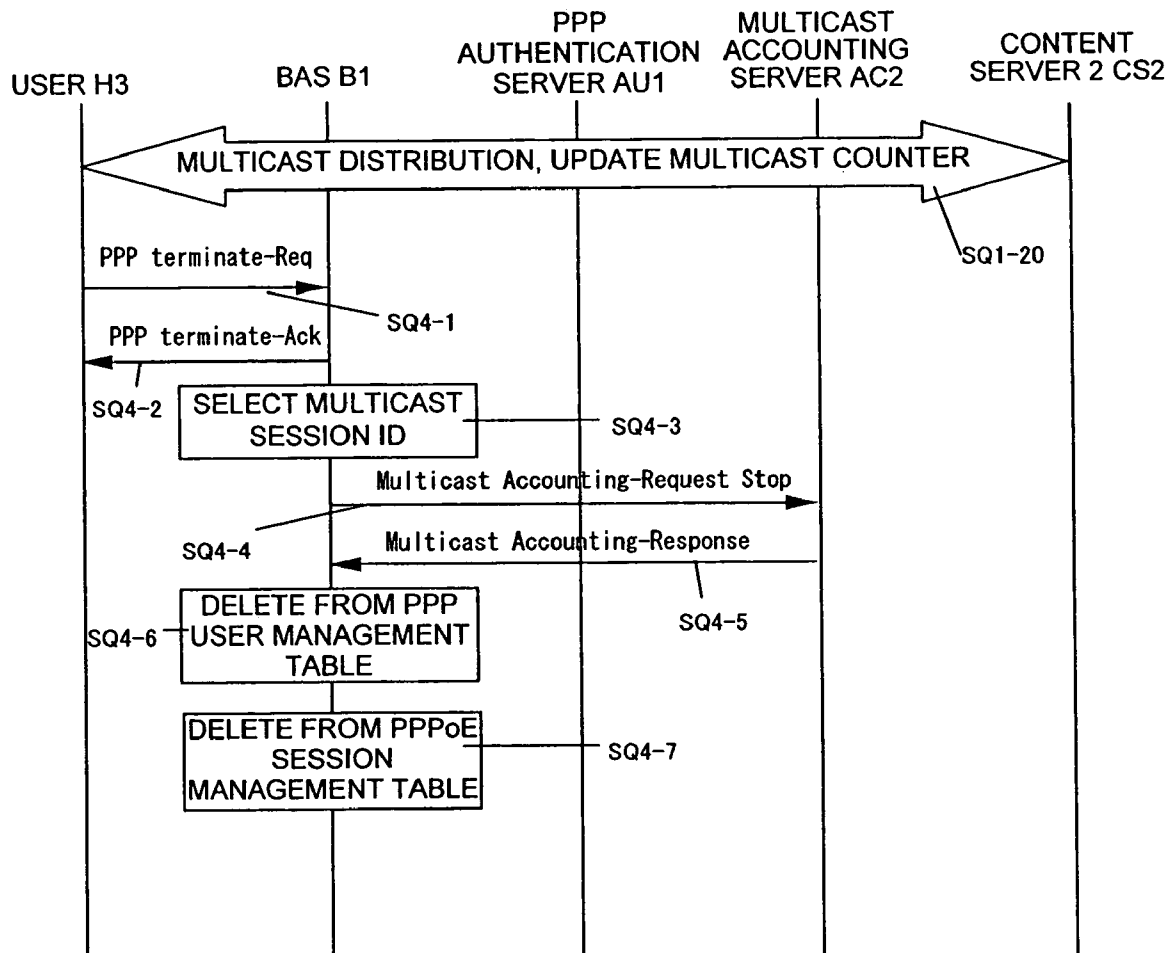 USER H3
BAS B1
PPP
AUTHENTICATION
SERVER AU1
MULTICAST
ACCOUNTING
SERVER AC2
CONTENT
SERVER 2 CS2
MULTICAST DISTRIBUTION, UPDATE MULTICAST COUNTER
SQ1-20
PPP terminate-Req
SQ4-1
PPP terminate-Ack
SQ4-2
SELECT MULTICAST
SESSION ID
SQ4-3
Multicast Accounting-Request Stop
SQ4-4
Multicast Accounting-Response
SQ4-5
DELETE FROM PPP
USER MANAGEMENT
TABLE
SQ4-6
DELETE FROM PPPoE
SESSION
MANAGEMENT TABLE
SQ4-7